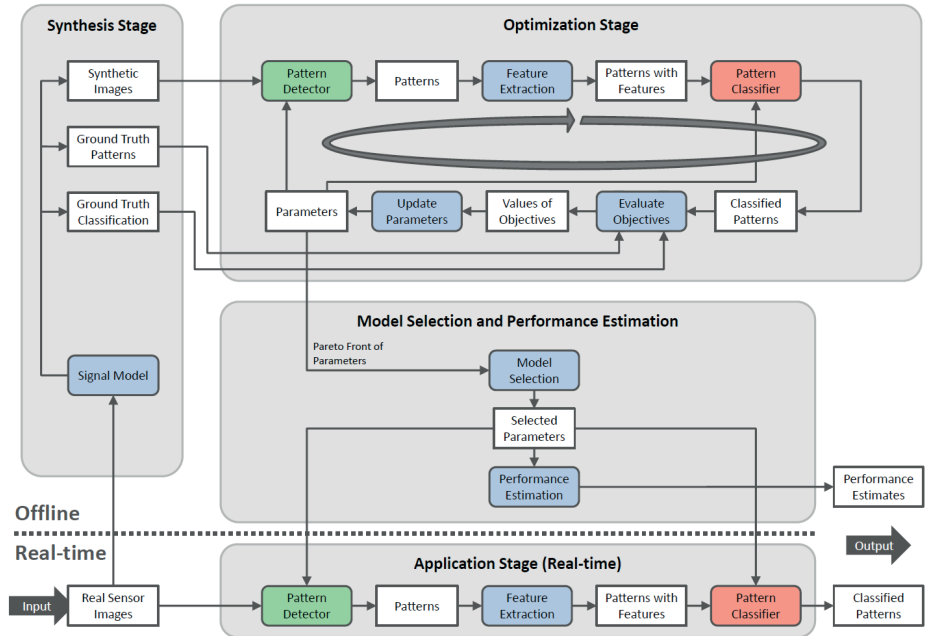 Synthesis Stage
Synthetic
Images
Ground Truth
Patterns
Ground Truth
Classification
Signal Model
Optimization Stage
Pattern
Detector
Patterns
Feature
Extraction
Patterns with
Features
Pattern
Classifier
Parameters
Update
Parameters
Values of
Objectives
Evaluate
Objectives
Classified
Patterns
Model Selection and Performance Estimation
Pareto Front of
Parameters
Model
Selection
Selected
Parameters
Performance
Estimation
Performance
Estimates
Offline
Real-time
Output
Application Stage (Real-time)
Input
Real Sensor
Images
Pattern
Detector
Patterns
Feature
Extraction
Patterns with
Features
Pattern
Classifier
Classified
Patterns